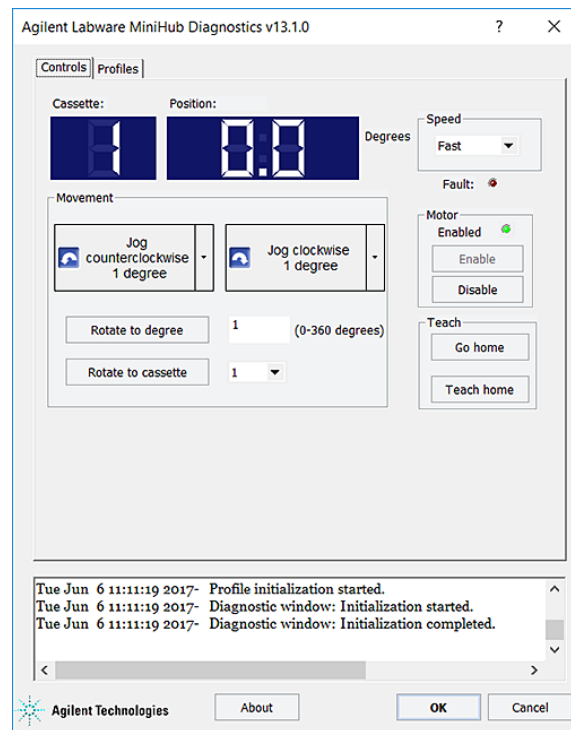 Agilent Labware MiniHub Diagnostics v13.1.0
?
Controls
Profiles
Cassette:
Position:
1
0.0
Degrees
Speed
Fast
Fault:
Movement
Jog
counterclockwise
1 degree
Jog clockwise
1 degree
Rotate to degree
1
(0-360 degrees)
Rotate to cassette
1
Motor
Enabled
Enable
Disable
Teach
Go home
Teach home
Tue Jun 6 11:11:19 2017- Profile initialization started.
Tue Jun 6 11:11:19 2017- Diagnostic window: Initialization started.
Tue Jun 6 11:11:19 2017- Diagnostic window: Initialization completed.
Agilent Technologies
About
OK
Cancel